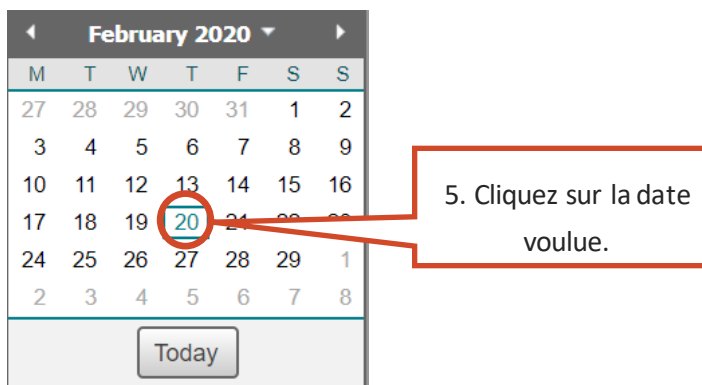 February 2020
M T W T F S S
27 28 29 30 31 1 2
3 4 5 6 7 8 9
10 11 12 13 14 15 16
17 18 19 20 21 22
24 25 26 27 28 29 1
2 3 4 5 6 7 8
Today
5. Cliquez sur la date
voulue.